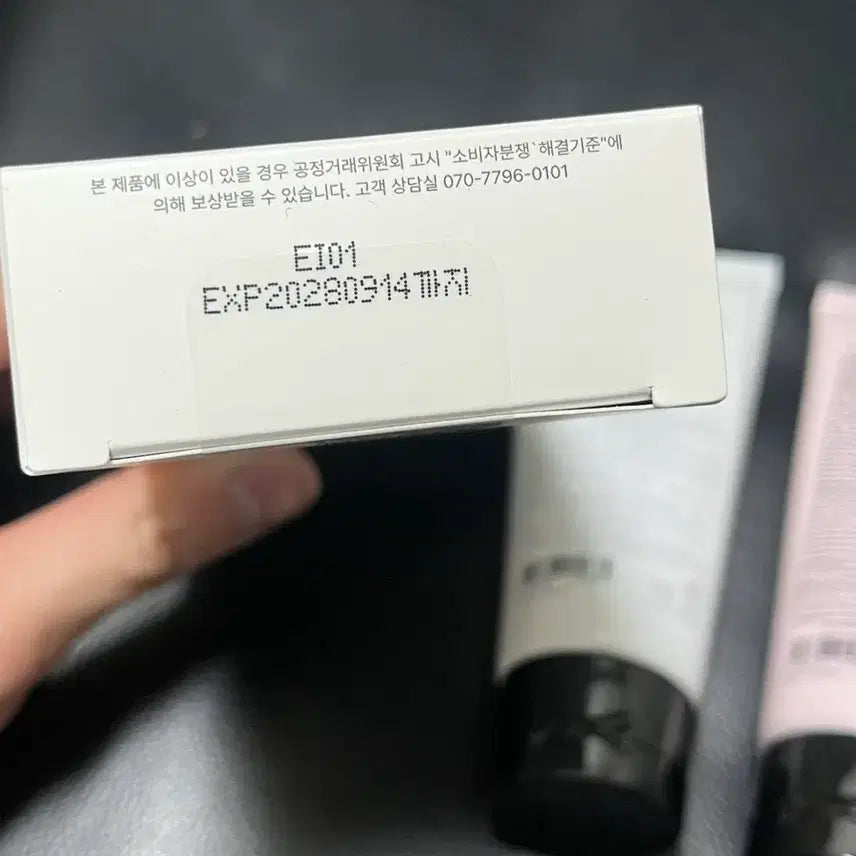 본 제품에 이상이 있을 경우 공정거래위원회 고시 "소비자분쟁`해결기준"에
의해 보상받을 수 있습니다. 고객 상담실 070-7796-0101
EI01
EXP20280914까지